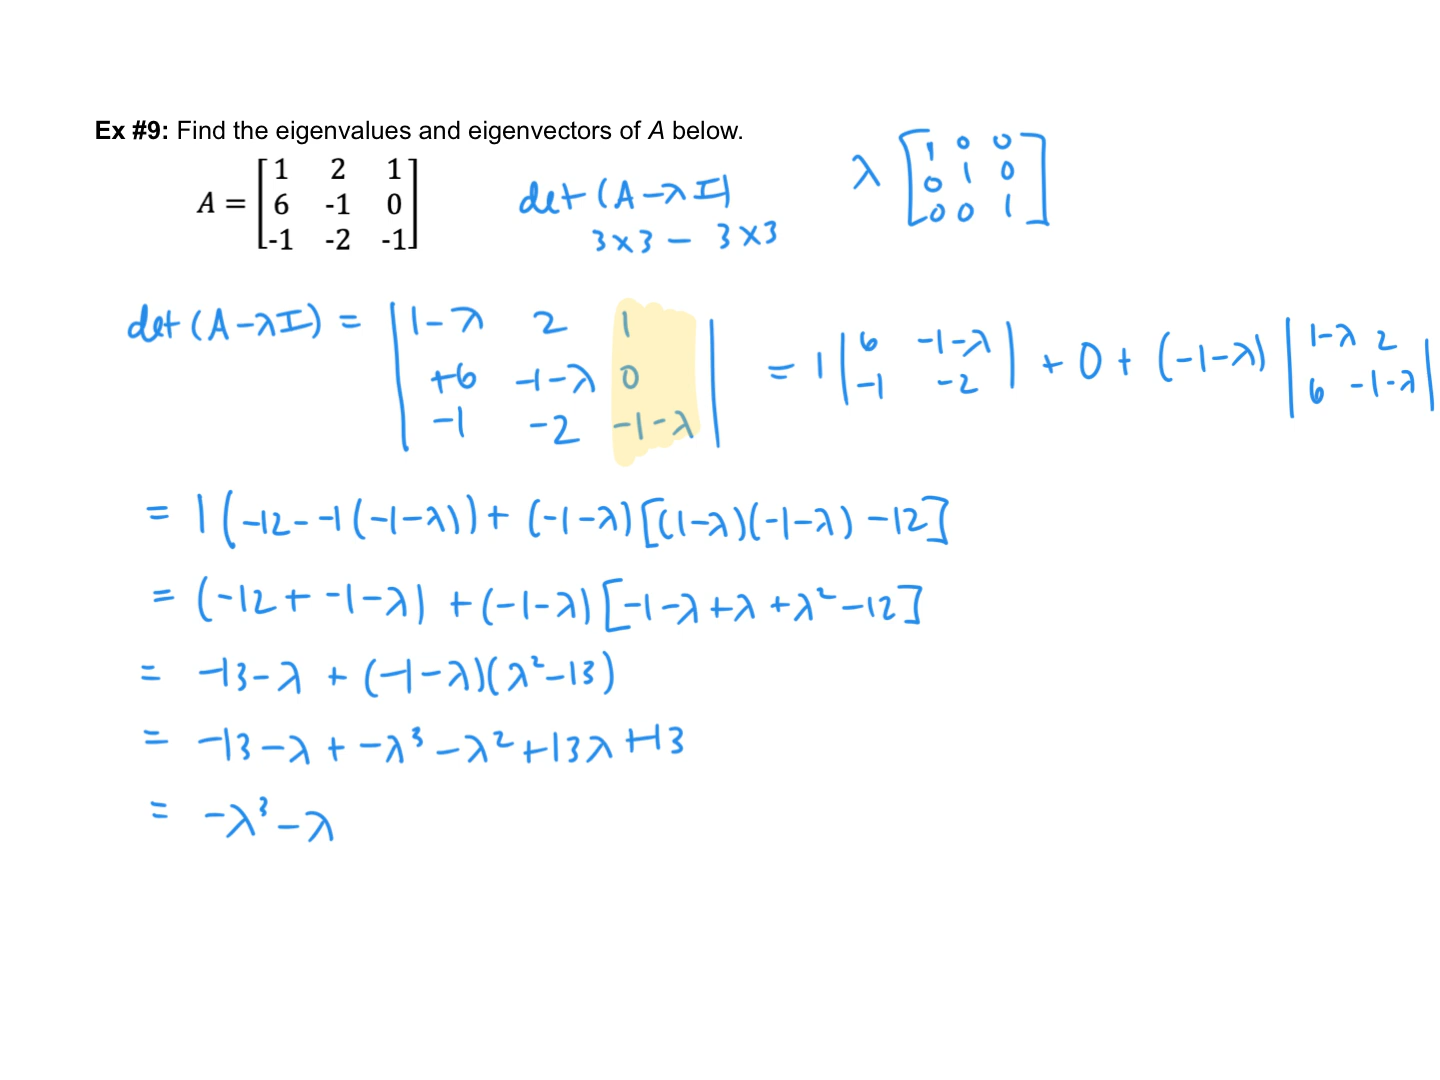 Ex #9: Find the eigenvalues and eigenvectors of A below.
A = [1 2 1
6 -1 0
-1 -2 -1]
det (A-λI)
3x3 - 3x3
λ [1 0 0
0 1 0
0 0 1]
det (A-λI) = |1-λ 2 1
+6 -1-λ 0
-1 -2 -1-λ|
= 1 |6 -1-λ
-1 -2| + 0 + (-1-λ) |1-λ 2
6 -1-λ|
= 1(-12 - -1(-1-λ)) + (-1-λ)[(1-λ)(-1-λ) -12]
= (-12 + -1-λ) + (-1-λ)[-1-λ+λ+λ²-12]
= -13-λ + (-1-λ)(λ²-13)
= -13-λ + -λ³-λ²+13λ+13
= -λ³-λ